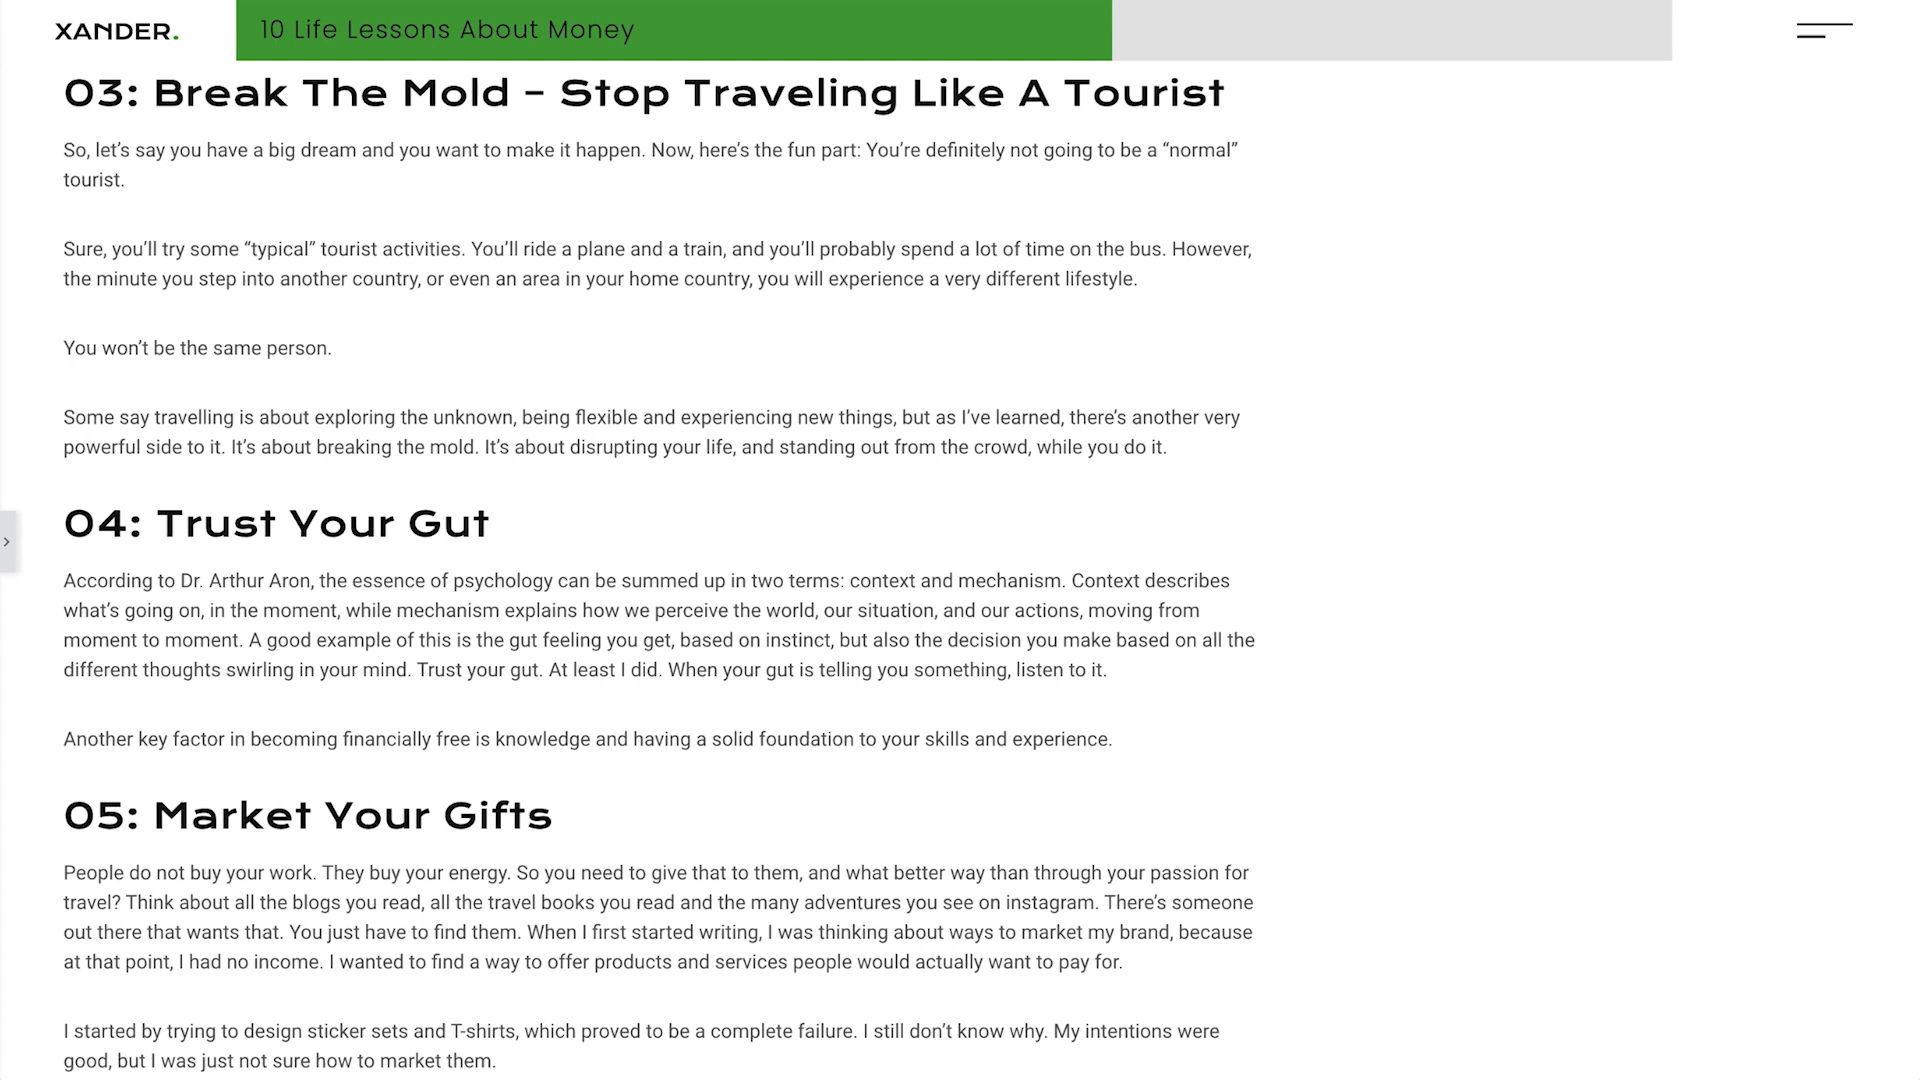 XANDER.
10 Life Lessons About Money
03: Break The Mold – Stop Traveling Like A Tourist
So, let’s say you have a big dream and you want to make it happen. Now, here’s the fun part: You’re definitely not going to be a “normal”
tourist.
Sure, you’ll try some “typical” tourist activities. You’ll ride a plane and a train, and you’ll probably spend a lot of time on the bus. However,
the minute you step into another country, or even an area in your home country, you will experience a very different lifestyle.
You won’t be the same person.
Some say travelling is about exploring the unknown, being flexible and experiencing new things, but as I’ve learned, there’s another very
powerful side to it. It’s about breaking the mold. It’s about disrupting your life, and standing out from the crowd, while you do it.
04: Trust Your Gut
According to Dr. Arthur Aron, the essence of psychology can be summed up in two terms: context and mechanism. Context describes
what’s going on, in the moment, while mechanism explains how we perceive the world, our situation, and our actions, moving from
moment to moment. A good example of this is the gut feeling you get, based on instinct, but also the decision you make based on all the
different thoughts swirling in your mind. Trust your gut. At least I did. When your gut is telling you something, listen to it.
Another key factor in becoming financially free is knowledge and having a solid foundation to your skills and experience.
05: Market Your Gifts
People do not buy your work. They buy your energy. So you need to give that to them, and what better way than through your passion for
travel? Think about all the blogs you read, all the travel books you read and the many adventures you see on instagram. There’s someone
out there that wants that. You just have to find them. When I first started writing, I was thinking about ways to market my brand, because
at that point, I had no income. I wanted to find a way to offer products and services people would actually want to pay for.
I started by trying to design sticker sets and T-shirts, which proved to be a complete failure. I still don’t know why. My intentions were
good, but I was just not sure how to market them.